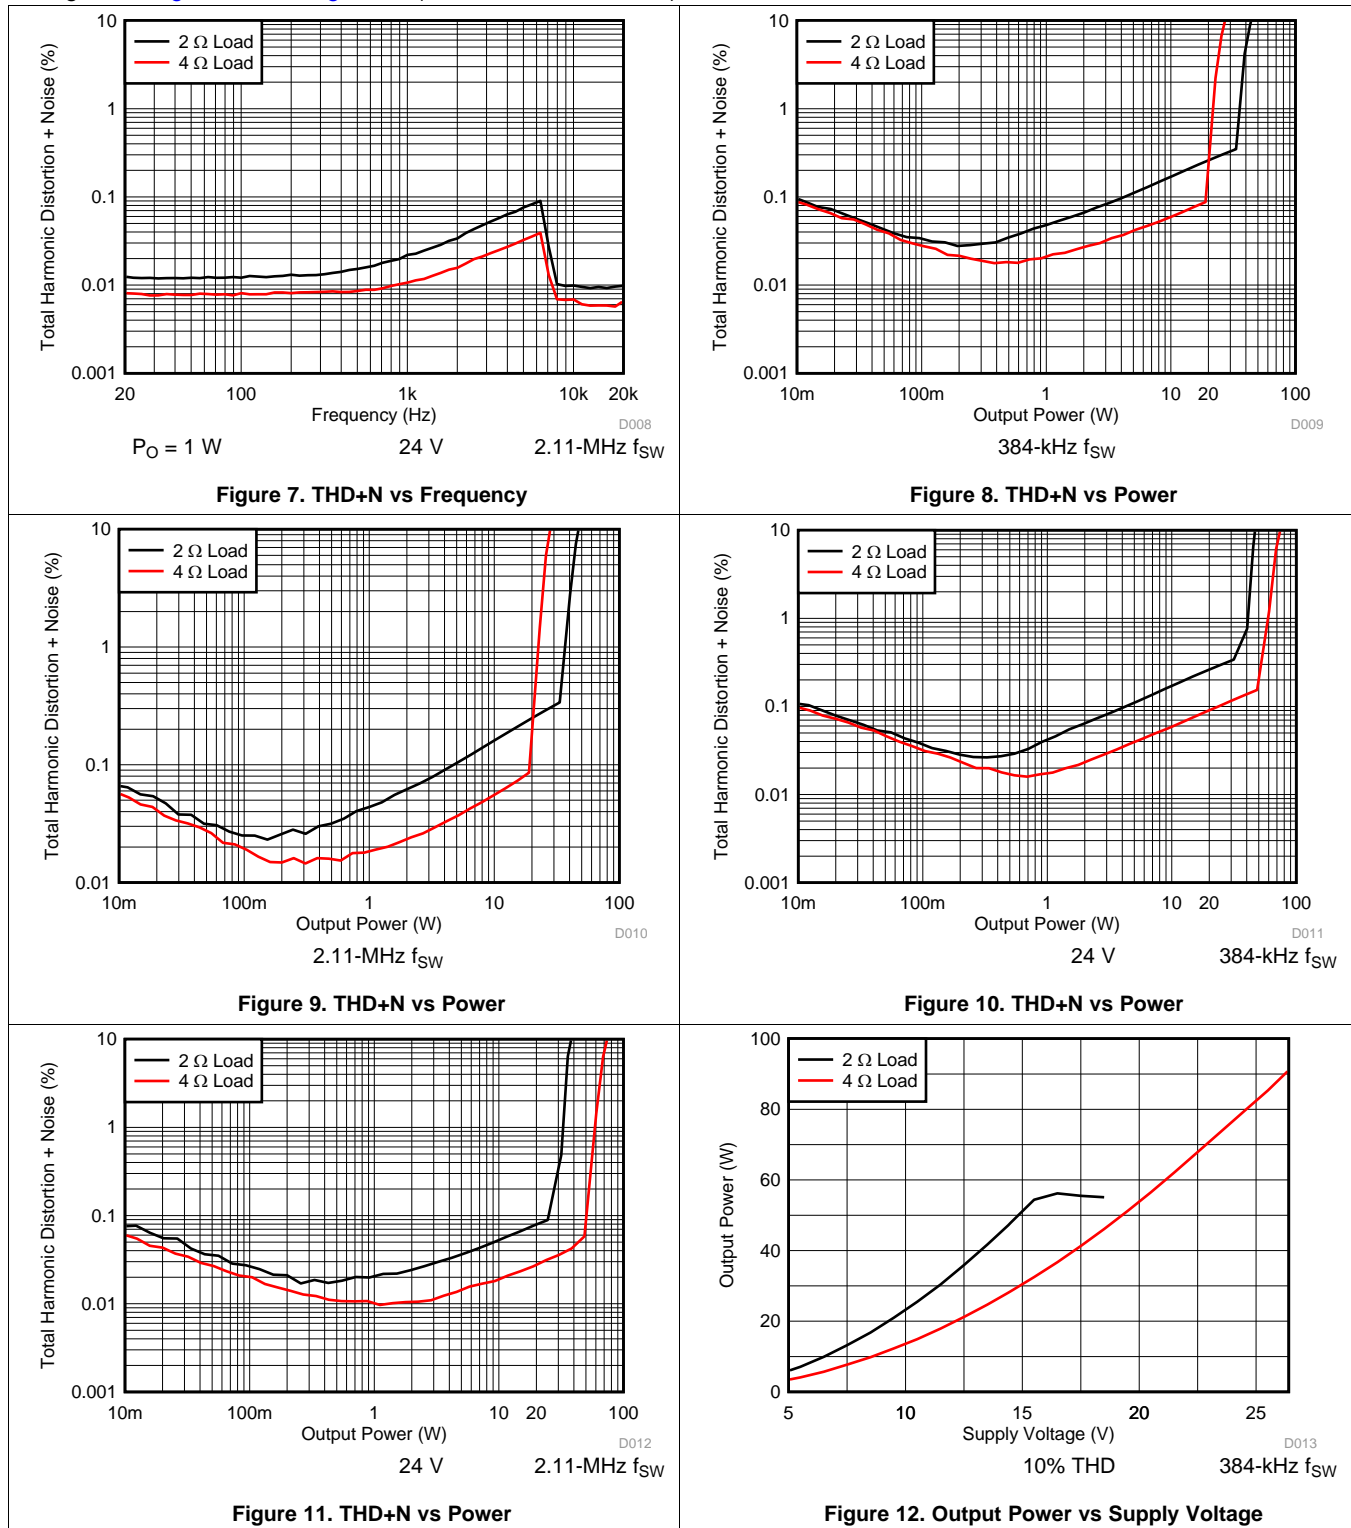 10
2 Ω Load
4 Ω Load
1
0.1
0.01
0.001
Total Harmonic Distortion + Noise (%)
20 100 1k 10k 20k
Frequency (Hz)
D008
P_O = 1 W 24 V 2.11-MHz f_SW
Figure 7. THD+N vs Frequency
10
2 Ω Load
4 Ω Load
1
0.1
0.01
0.001
Total Harmonic Distortion + Noise (%)
10m 100m 1 10 20 100
Output Power (W)
D009
384-kHz f_SW
Figure 8. THD+N vs Power
10
2 Ω Load
4 Ω Load
1
0.1
0.01
Total Harmonic Distortion + Noise (%)
10m 100m 1 10 100
Output Power (W)
D010
2.11-MHz f_SW
Figure 9. THD+N vs Power
10
2 Ω Load
4 Ω Load
1
0.1
0.01
0.001
Total Harmonic Distortion + Noise (%)
10m 100m 1 10 20 100
Output Power (W)
D011
24 V 384-kHz f_SW
Figure 10. THD+N vs Power
10
2 Ω Load
4 Ω Load
1
0.1
0.01
0.001
Total Harmonic Distortion + Noise (%)
10m 100m 1 10 20 100
Output Power (W)
D012
24 V 2.11-MHz f_SW
Figure 11. THD+N vs Power
100
2 Ω Load
4 Ω Load
80
60
40
20
0
Output Power (W)
5 10 15 20 25
Supply Voltage (V)
D013
10% THD 384-kHz f_SW
Figure 12. Output Power vs Supply Voltage